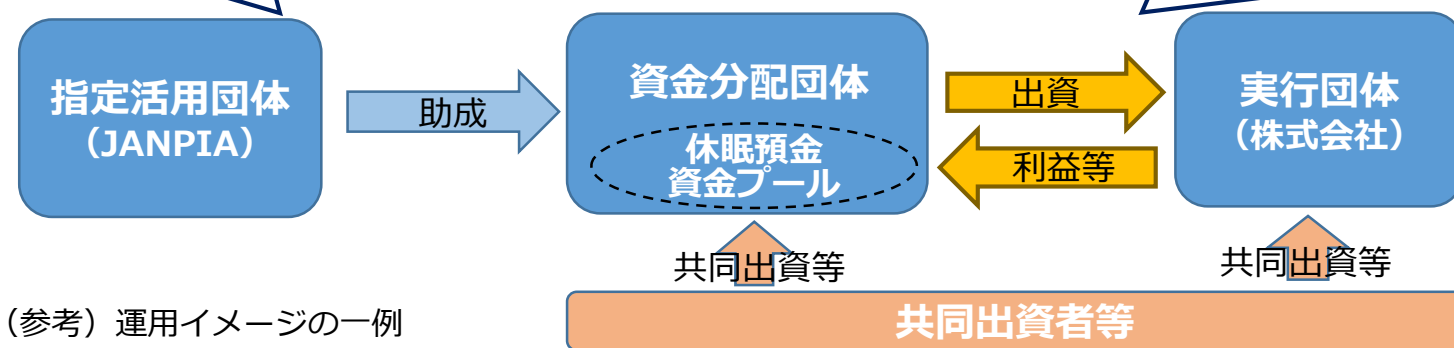 指定活用団体
（JANPIA）
助成
資金分配団体
休眠預金
資金プール
出資
利益等
実行団体
（株式会社）
共同出資等
共同出資等
共同出資者等
（参考）運用イメージの一例